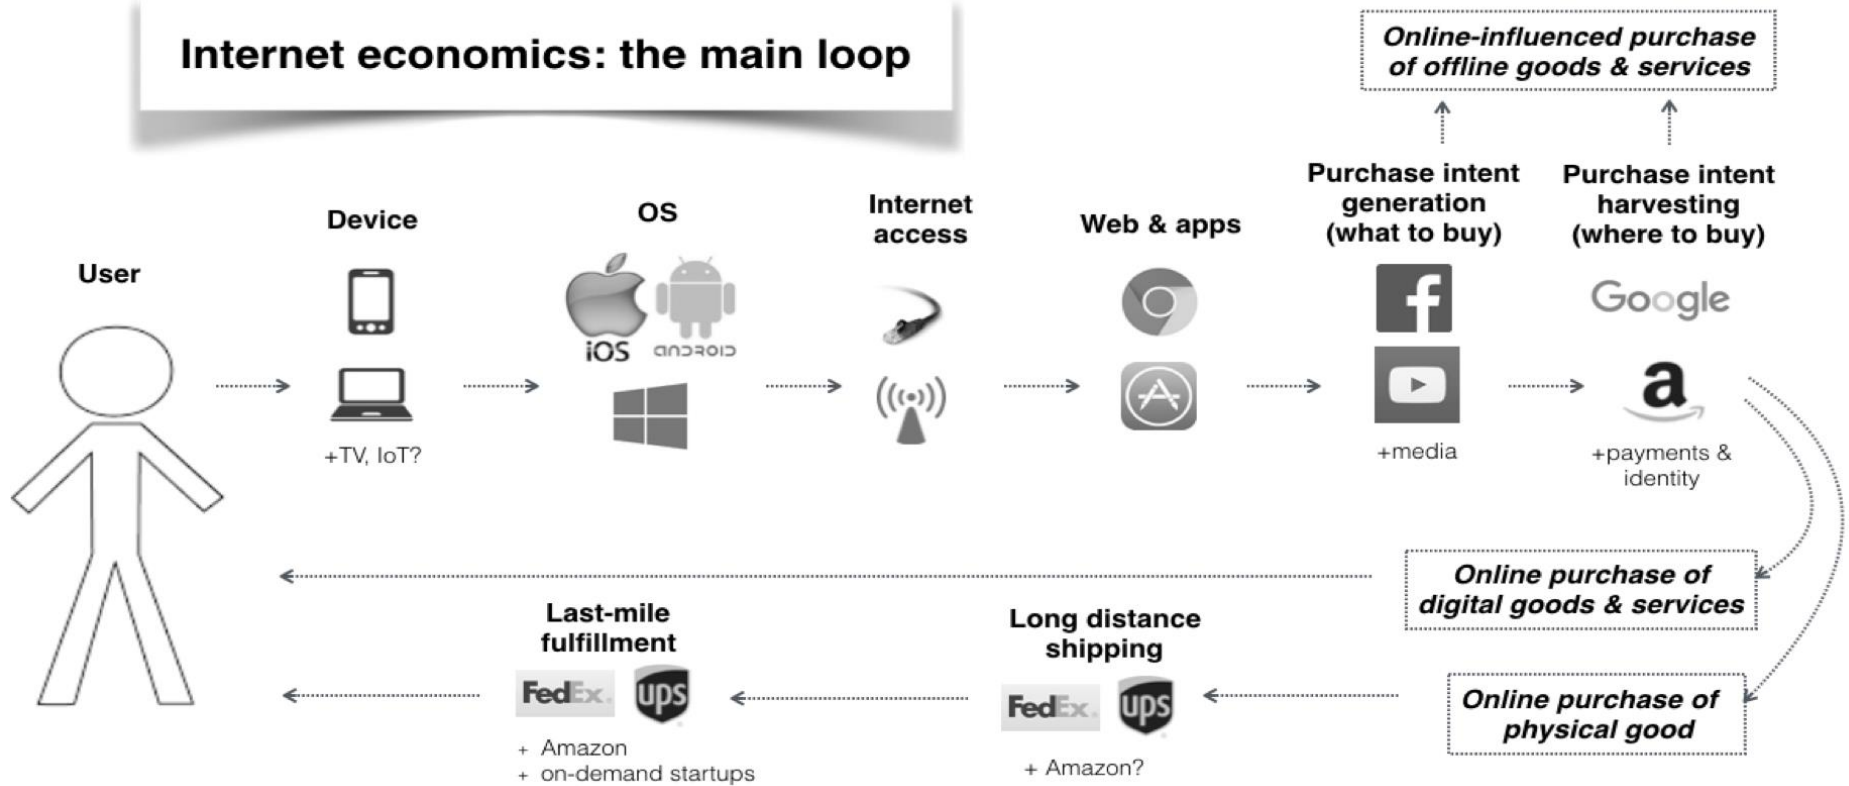 Internet economics: the main loop
Online-influenced purchase
of offline goods & services
User
Device
+TV, IoT?
OS
iOS
ANDROID
Internet
access
Web & apps
Purchase intent
generation
(what to buy)
f
+media
Purchase intent
harvesting
(where to buy)
Google
a
+payments &
identity
Online purchase of
digital goods & services
Online purchase of
physical good
Long distance
shipping
FedEx.
ups
+ Amazon?
Last-mile
fulfillment
FedEx.
ups
+ Amazon
+ on-demand startups